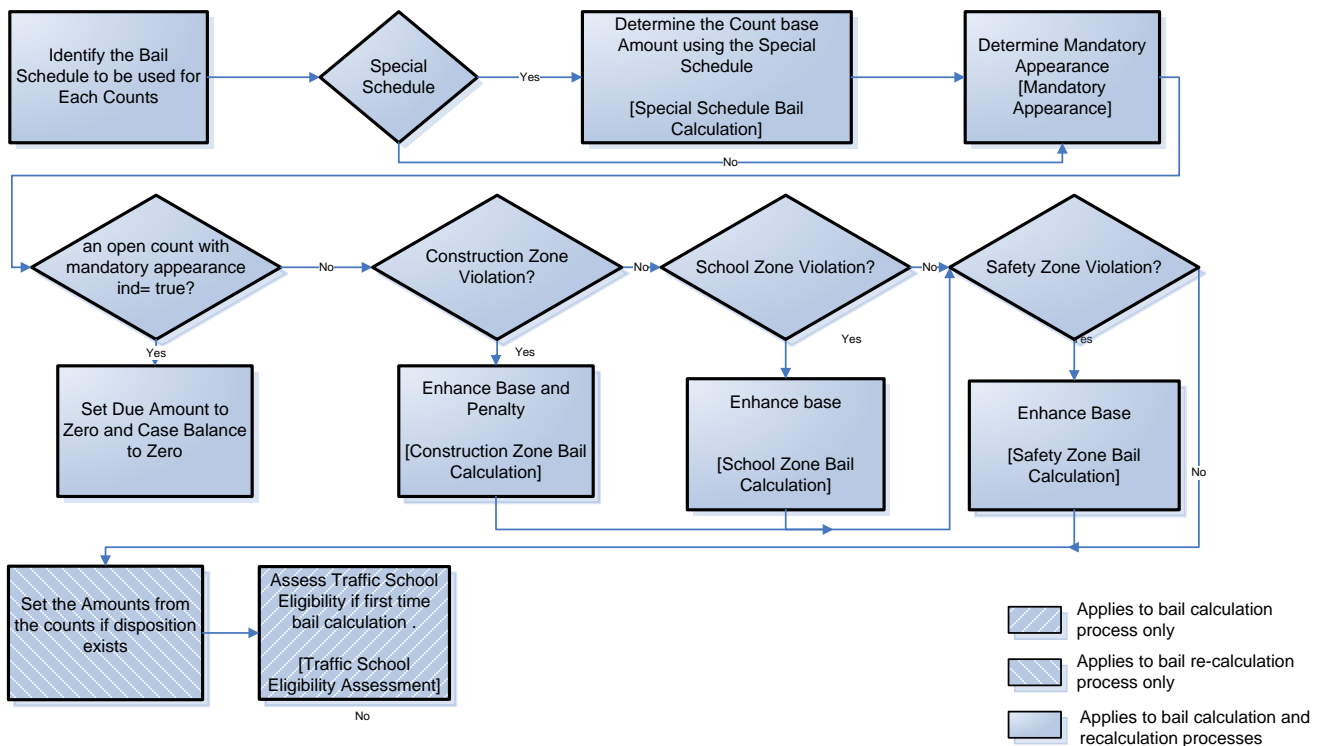 Identify the Bail
Schedule to be used for
Each Counts
Special
Schedule
Yes
Determine the Count base
Amount using the Special
Schedule
[Special Schedule Bail
Calculation]
Determine Mandatory
Appearance
[Mandatory
Appearance]
No
an open count with
mandatory appearance
ind= true?
No
Construction Zone
Violation?
No
School Zone Violation?
No
Safety Zone Violation?
Yes
Yes
Yes
Yes
No
Set Due Amount to
Zero and Case Balance
to Zero
Enhance Base and
Penalty
[Construction Zone Bail
Calculation]
Enhance base
[School Zone Bail
Calculation]
Enhance Base
[Safety Zone Bail
Calculation]
Set the Amounts from
the counts if disposition
exists
Assess Traffic School
Eligibility if first time
bail calculation .
[Traffic School
Eligibility Assessment]
No
Applies to bail calculation
process only
Applies to bail re-calculation
process only
Applies to bail calculation and
recalculation processes